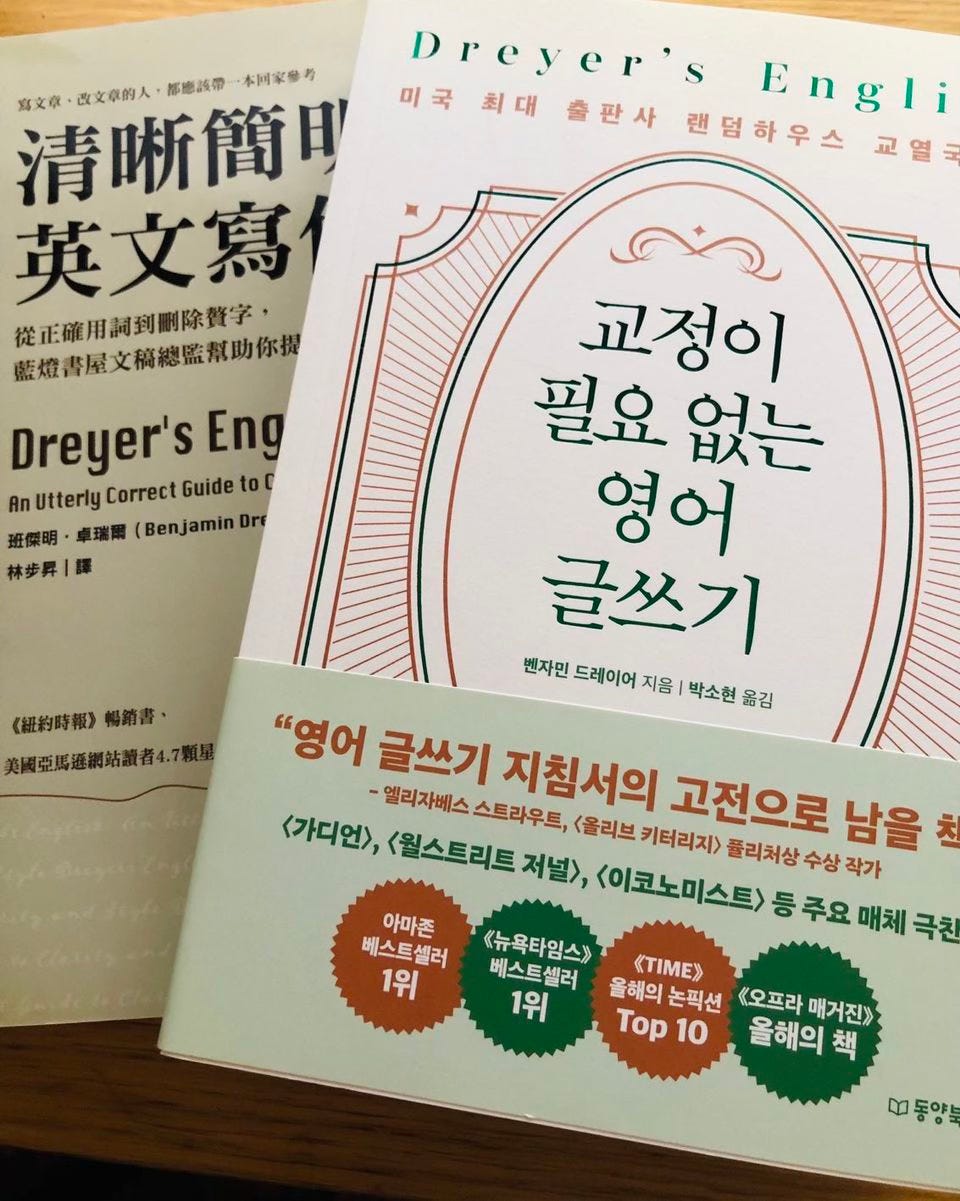 寫文章、改文章的人，都應該帶一本回家參考
清晰簡明
英文寫
從正確用詞到刪除贅字，
藍燈書屋文稿總監幫助你提
Dreyer's Eng
An Utterly Correct Guide to C
班傑明・卓瑞爾（Benjamin Dre
林步昇｜譯
《紐約時報》暢銷書、
美國亞馬遜網站讀者4.7顆星
Dreyer's Engli
미국 최대 출판사 랜덤하우스 교열국
교정이
필요 없는
영어
글쓰기
벤자민 드레이어 지음 | 박소현 옮김
“영어 글쓰기 지침서의 고전으로 남을 책
- 엘리자베스 스트라우트, 〈올리브 키터리지〉 퓰리처상 수상 작가
〈가디언〉, 〈월스트리트 저널〉, 〈이코노미스트〉 등 주요 매체 극찬
아마존
베스트셀러
1위
《뉴욕타임스》
베스트셀러
1위
《TIME》
올해의 논픽션
Top 10
《오프라 매거진》
올해의 책
동양북